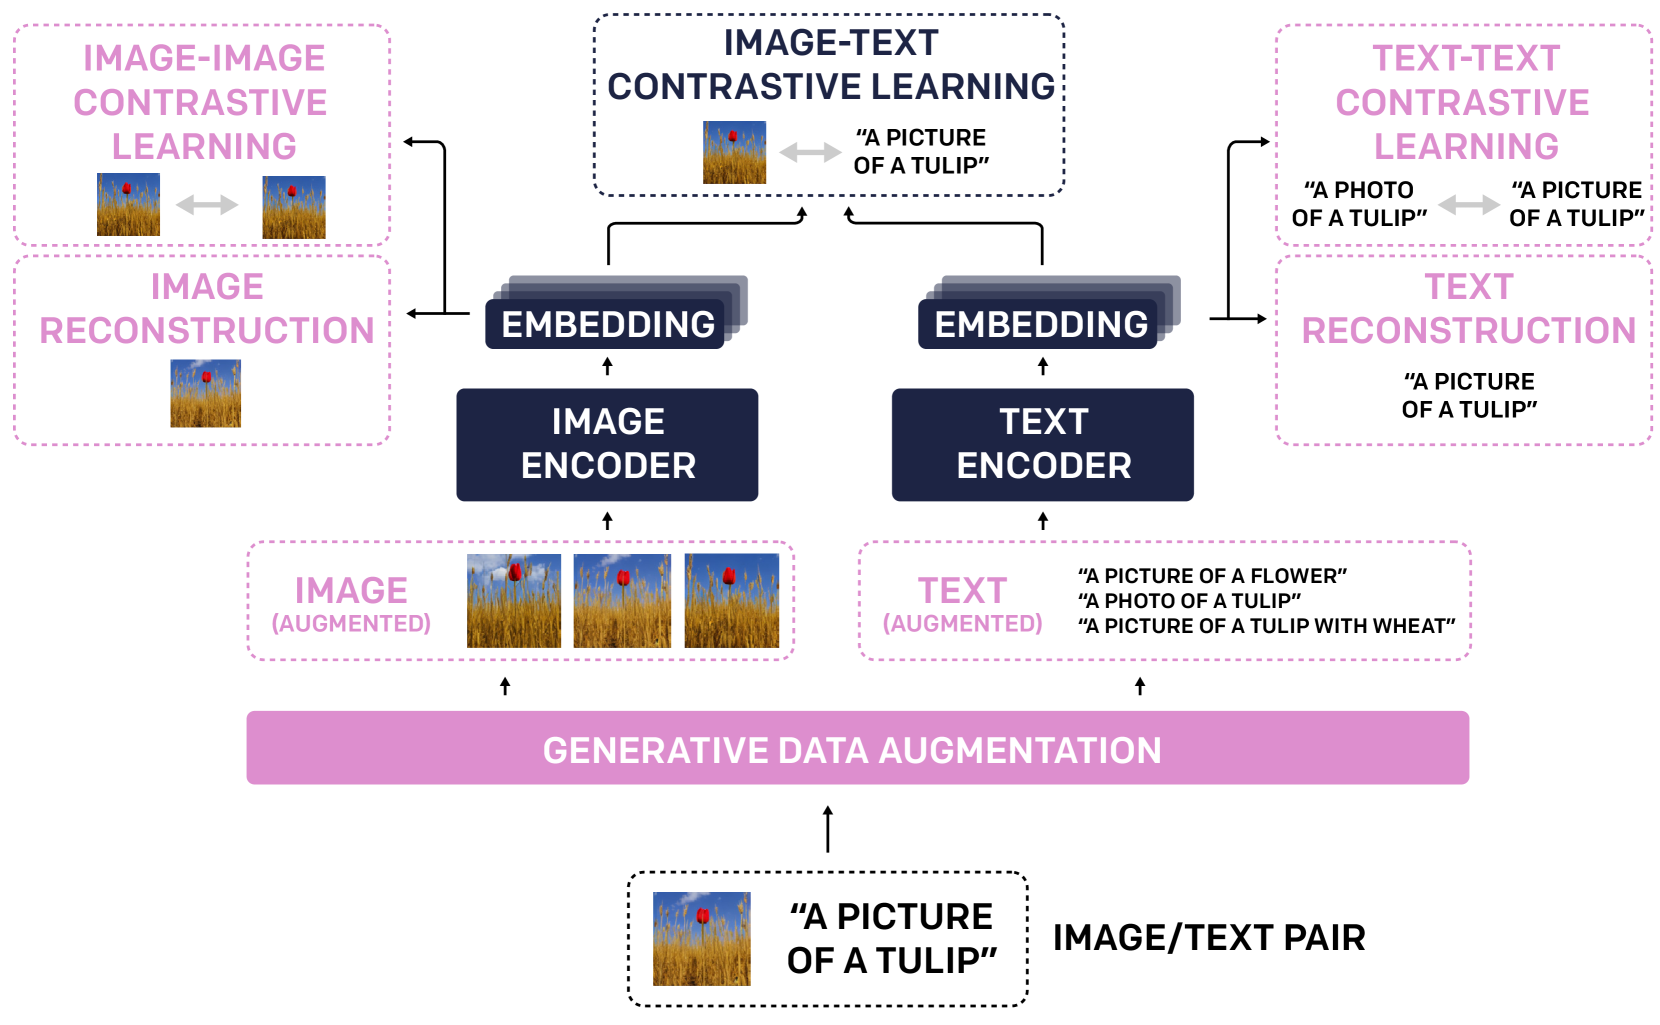 IMAGE-IMAGE
CONTRASTIVE
LEARNING
IMAGE
RECONSTRUCTION
IMAGE-TEXT
CONTRASTIVE LEARNING
“A PICTURE
OF A TULIP”
TEXT-TEXT
CONTRASTIVE
LEARNING
“A PHOTO
OF A TULIP”
“A PICTURE
OF A TULIP”
TEXT
RECONSTRUCTION
“A PICTURE
OF A TULIP”
EMBEDDING
EMBEDDING
IMAGE
ENCODER
TEXT
ENCODER
IMAGE
(AUGMENTED)
TEXT
(AUGMENTED)
“A PICTURE OF A FLOWER”
“A PHOTO OF A TULIP”
“A PICTURE OF A TULIP WITH WHEAT”
GENERATIVE DATA AUGMENTATION
“A PICTURE
OF A TULIP”
IMAGE/TEXT PAIR